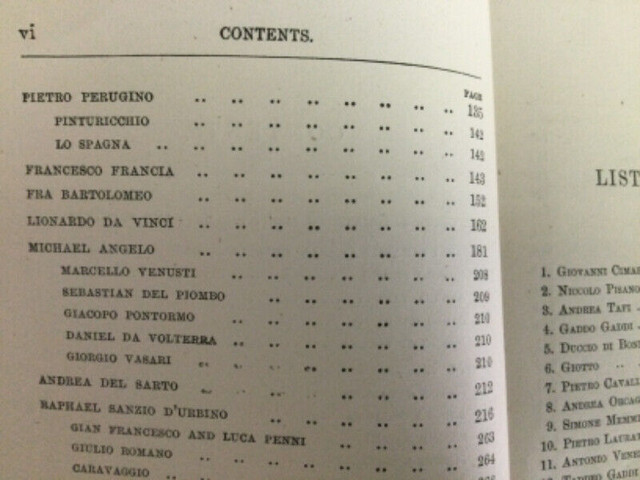 vi CONTENTS.
PAGE
PIETRO PERUGINO .. .. .. .. .. .. .. .. 135
PINTURICCHIO .. .. .. .. .. .. .. .. 142
LO SPAGNA .. .. .. .. .. .. .. .. .. 142
FRANCESCO FRANCIA .. .. .. .. .. .. .. .. 143
FRA BARTOLOMEO .. .. .. .. .. .. .. .. 152
LIONARDO DA VINCI .. .. .. .. .. .. .. .. 162
MICHAEL ANGELO .. .. .. .. .. .. .. .. 181
MARCELLO VENUSTI .. .. .. .. .. .. .. 208
SEBASTIAN DEL PIOMBO .. .. .. .. .. .. 209
GIACOPO PONTORMO .. .. .. .. .. .. .. 210
DANIEL DA VOLTERRA .. .. .. .. .. .. .. 210
GIORGIO VASARI .. .. .. .. .. .. .. .. 210
ANDREA DEL SARTO .. .. .. .. .. .. .. .. 212
RAPHAEL SANZIO D'URBINO .. .. .. .. .. .. 216
GIAN FRANCESCO AND LUCA PENNI .. .. .. .. 263
GIULIO ROMANO .. .. .. .. .. .. .. 264
CARAVAGGIO .. .. .. .. .. .. .. ..
LIST
1. GIOVANNI
2. NICCOLO PISANO
3. ANDREA TAFI ..
4. GADDO GADDI
5. DUCCIO DI
6. GIOTTO ..
7. PIETRO
8. ANDREA
9. SIMONE
10. PIETRO
11. ANTONIO
TADDEO GADDI